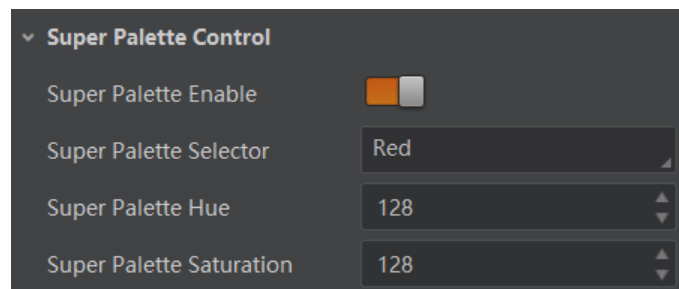 Super Palette Control
Super Palette Enable
Super Palette Selector Red
Super Palette Hue 128
Super Palette Saturation 128